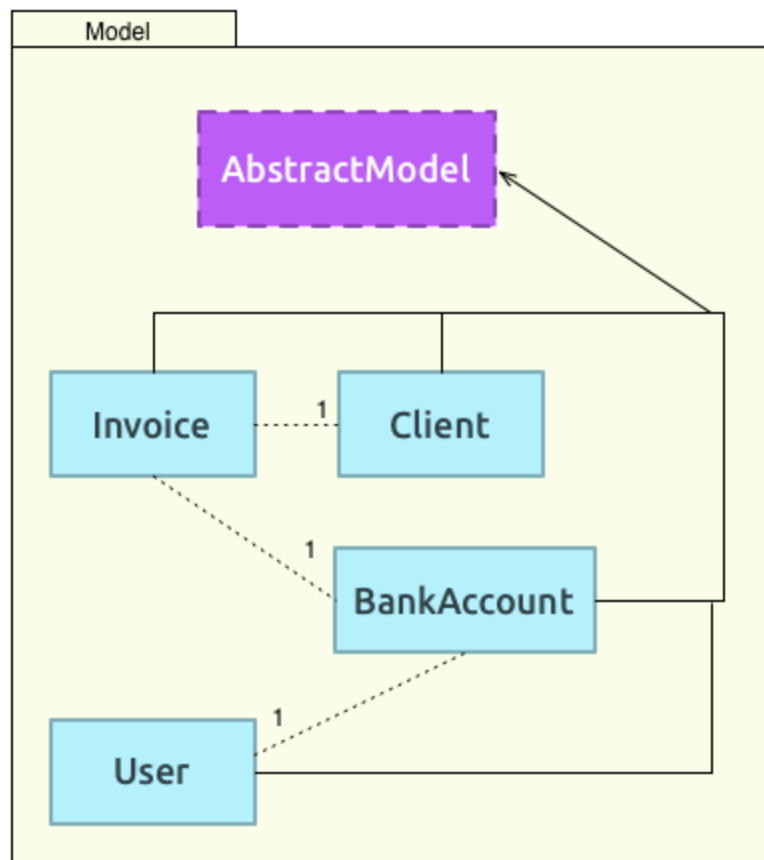 Model
AbstractModel
Invoice
1
Client
1
BankAccount
1
User